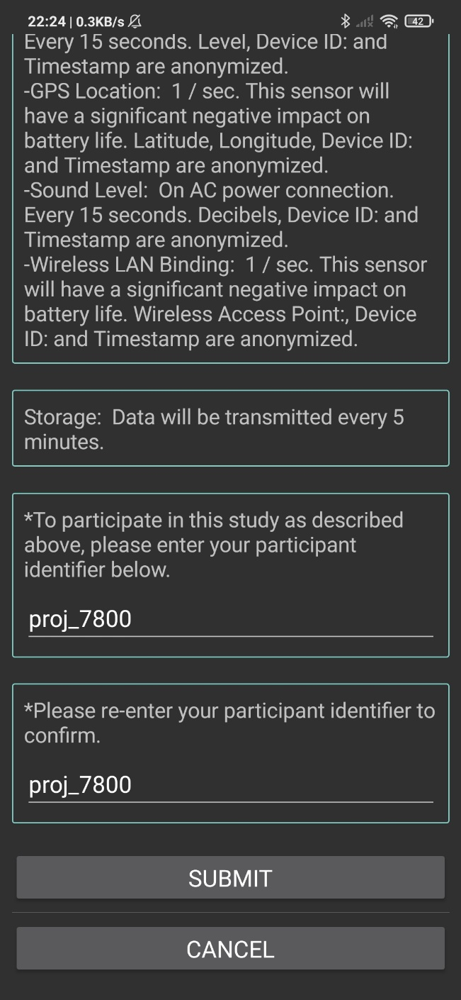 22:24 | 0.3KB/s
42
Every 15 seconds. Level, Device ID: and
Timestamp are anonymized.
-GPS Location:  1 / sec. This sensor will
have a significant negative impact on
battery life. Latitude, Longitude, Device ID:
and Timestamp are anonymized.
-Sound Level:  On AC power connection.
Every 15 seconds. Decibels, Device ID: and
Timestamp are anonymized.
-Wireless LAN Binding:  1 / sec. This sensor
will have a significant negative impact on
battery life. Wireless Access Point:, Device
ID: and Timestamp are anonymized.
Storage:  Data will be transmitted every 5
minutes.
*To participate in this study as described
above, please enter your participant
identifier below.
proj_7800
*Please re-enter your participant identifier to
confirm.
proj_7800
SUBMIT
CANCEL